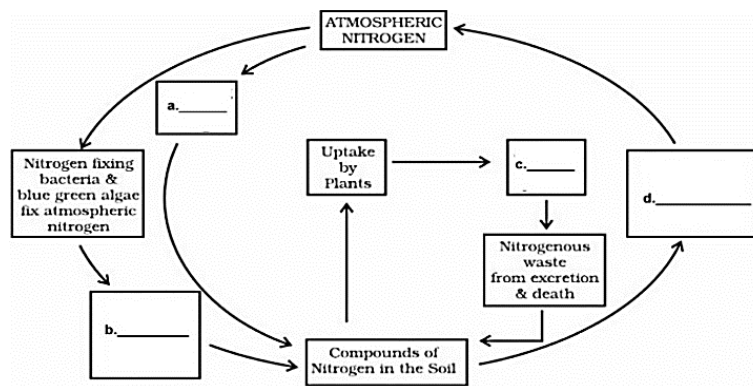 ATMOSPHERIC
NITROGEN
a.______
Nitrogen fixing
bacteria &
blue green algae
fix atmospheric
nitrogen
Uptake
by
Plants
c.______
d.____________
Nitrogenous
waste
from excretion
& death
b.________
Compounds of
Nitrogen in the Soil